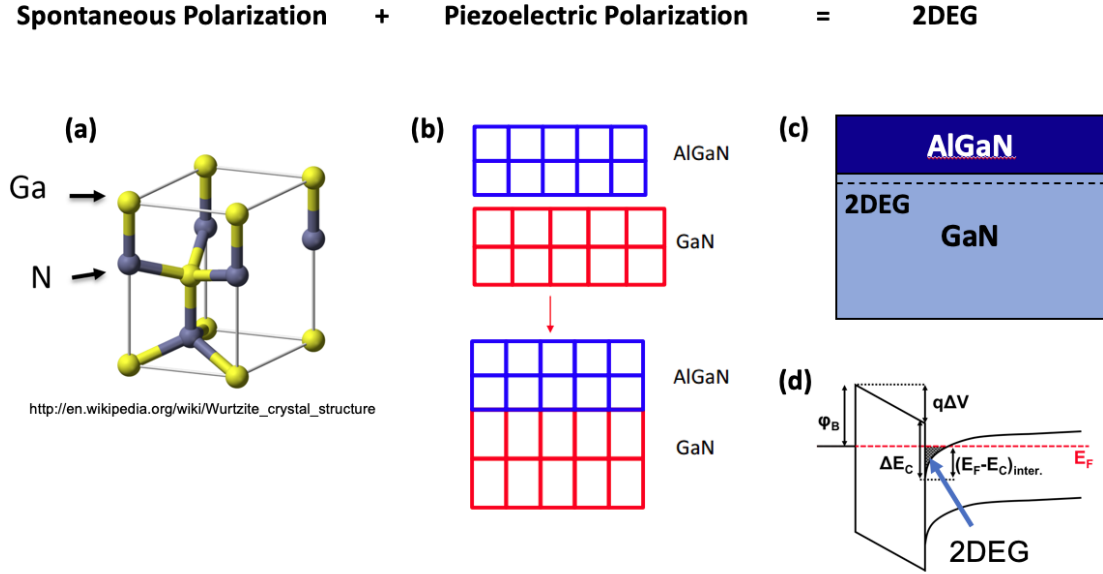 Spontaneous Polarization + Piezoelectric Polarization = 2DEG
(a)
Ga
N
http://en.wikipedia.org/wiki/Wurtzite_crystal_structure
(b)
AlGaN
GaN
AlGaN
GaN
(c)
AlGaN
2DEG
GaN
(d)
φB
qΔV
ΔEC
(EF-EC)inter.
EF
2DEG